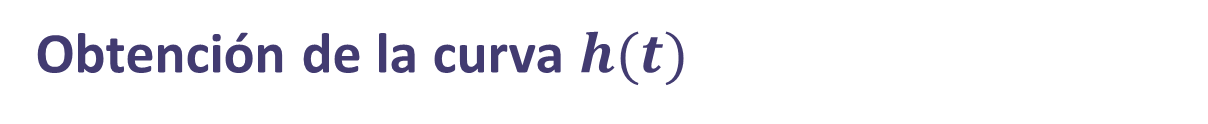 Obtención de la curva h(t)